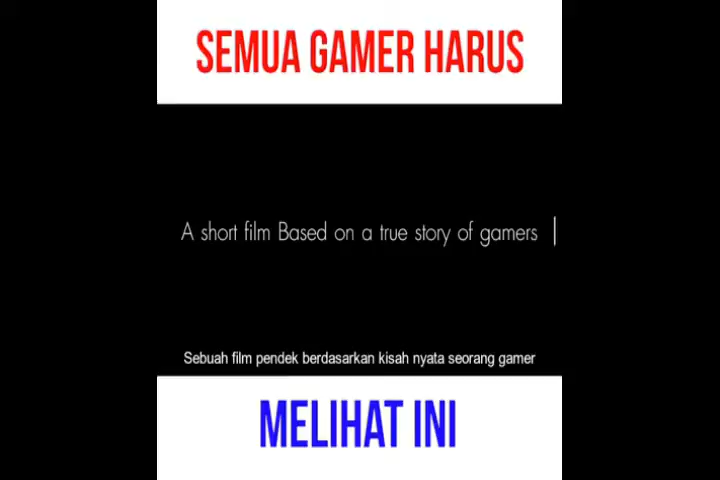 SEMUA GAMER HARUS
A short film Based on a true story of gamers
Sebuah film pendek berdasarkan kisah nyata seorang gamer
MELIHAT INI